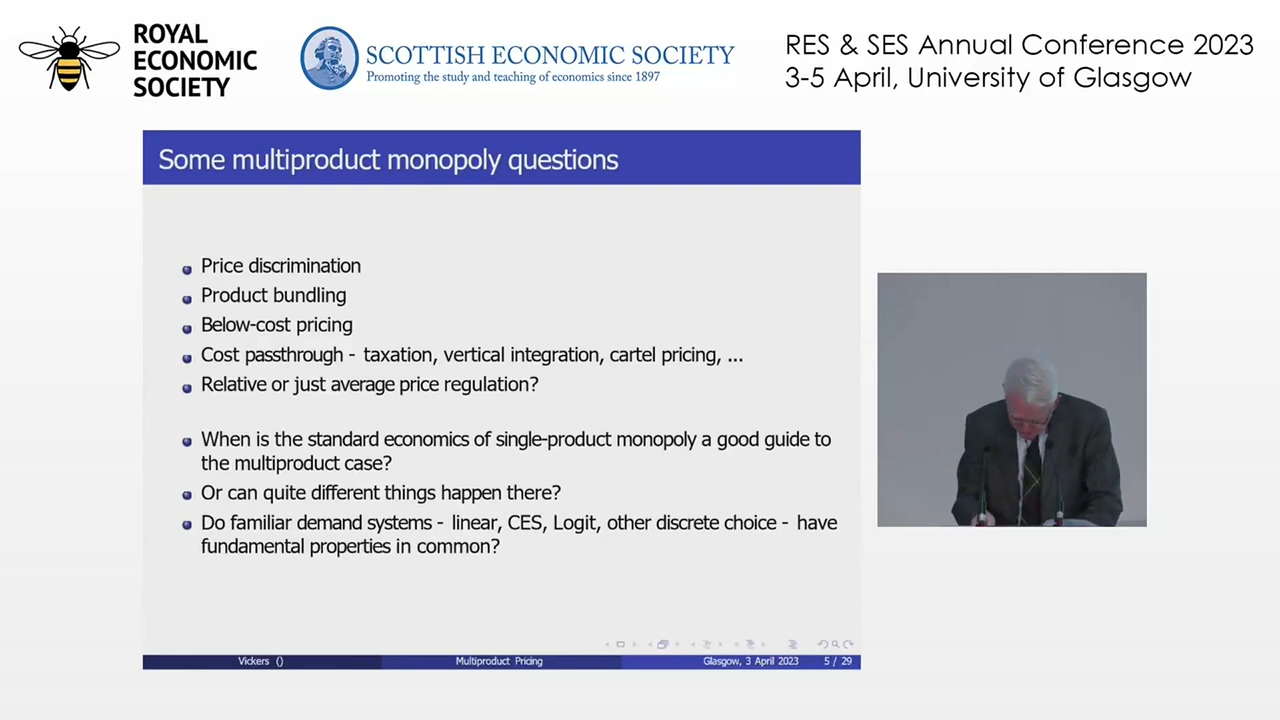 ROYAL
ECONOMIC
SOCIETY
SCOTTISH ECONOMIC SOCIETY
Promoting the study and teaching of economics since 1897
RES & SES Annual Conference 2023
3-5 April, University of Glasgow
Some multiproduct monopoly questions
Price discrimination
Product bundling
Below-cost pricing
Cost passthrough - taxation, vertical integration, cartel pricing, ...
Relative or just average price regulation?
When is the standard economics of single-product monopoly a good guide to
the multiproduct case?
Or can quite different things happen there?
Do familiar demand systems - linear, CES, Logit, other discrete choice - have
fundamental properties in common?
Vickers () Multiproduct Pricing Glasgow, 3 April 2023 5 / 29